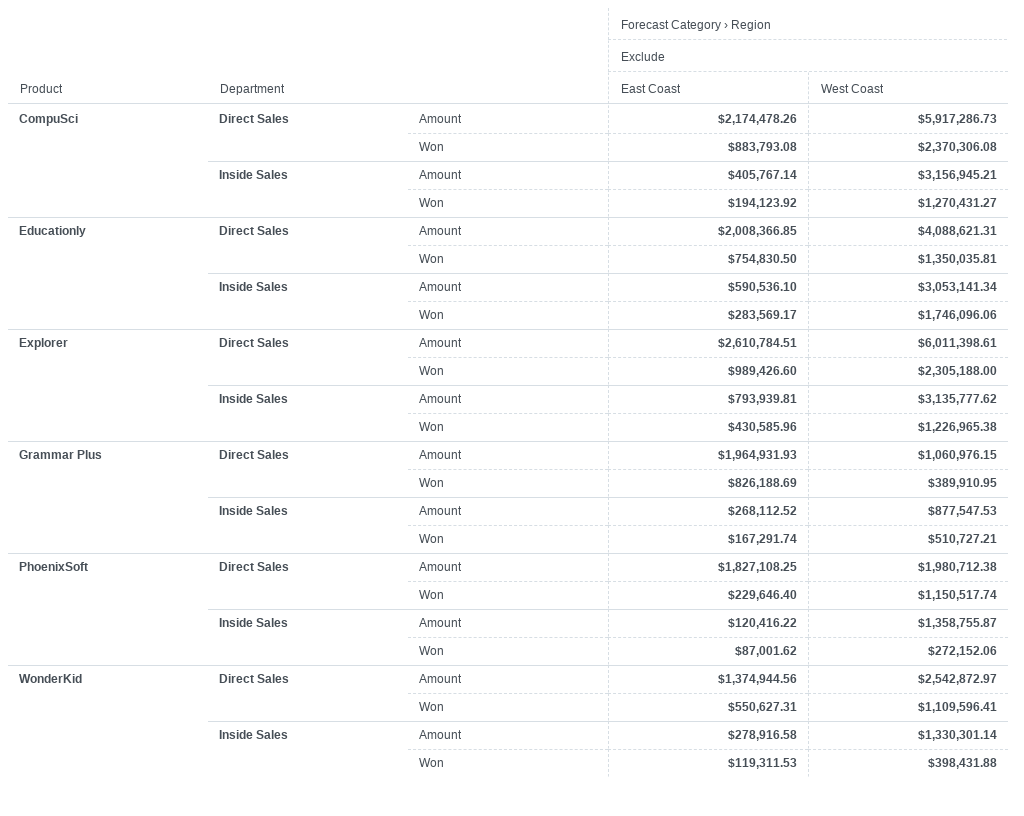 Forecast Category › Region
Exclude
Product Department East Coast West Coast
CompuSci Direct Sales Amount $2,174,478.26 $5,917,286.73
Won $883,793.08 $2,370,306.08
Inside Sales Amount $405,767.14 $3,156,945.21
Won $194,123.92 $1,270,431.27
Educationly Direct Sales Amount $2,008,366.85 $4,088,621.31
Won $754,830.50 $1,350,035.81
Inside Sales Amount $590,536.10 $3,053,141.34
Won $283,569.17 $1,746,096.06
Explorer Direct Sales Amount $2,610,784.51 $6,011,398.61
Won $989,426.60 $2,305,188.00
Inside Sales Amount $793,939.81 $3,135,777.62
Won $430,585.96 $1,226,965.38
Grammar Plus Direct Sales Amount $1,964,931.93 $1,060,976.15
Won $826,188.69 $389,910.95
Inside Sales Amount $268,112.52 $877,547.53
Won $167,291.74 $510,727.21
PhoenixSoft Direct Sales Amount $1,827,108.25 $1,980,712.38
Won $229,646.40 $1,150,517.74
Inside Sales Amount $120,416.22 $1,358,755.87
Won $87,001.62 $272,152.06
WonderKid Direct Sales Amount $1,374,944.56 $2,542,872.97
Won $550,627.31 $1,109,596.41
Inside Sales Amount $278,916.58 $1,330,301.14
Won $119,311.53 $398,431.88